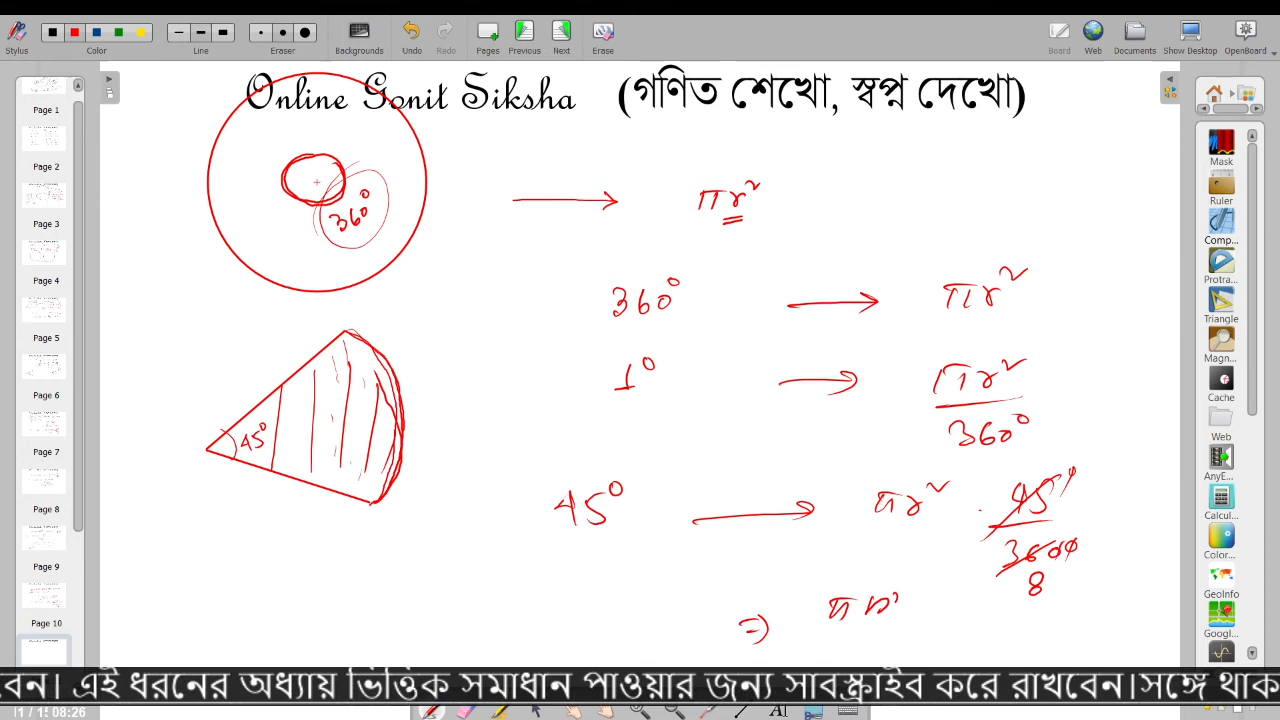 Stylus Color Line Eraser Backgrounds Undo Redo Pages Previous Next Erase Board Web Documents Show Desktop OpenBoard
Online Gonit Siksha (গণিত শেখো, স্বপ্ন দেখো)
360°
→ πr²
360° → πr²
1° → πr²/360°
45°
45° → πr² · 45°/360°
8
⇒ πr²
Page 1
Page 2
Page 3
Page 4
Page 5
Page 6
Page 7
Page 8
Page 9
Page 10
Mask
Ruler
Comp...
Protra...
Triangle
Magn...
Cache
Web
AnyE...
Calcul...
Color...
GeoInfo
Googl...
বেন। এই ধরনের অধ্যায় ভিত্তিক সমাধান পাওয়ার জন্য সাবস্ক্রাইব করে রাখবেন।সঙ্গে থাক
08:26